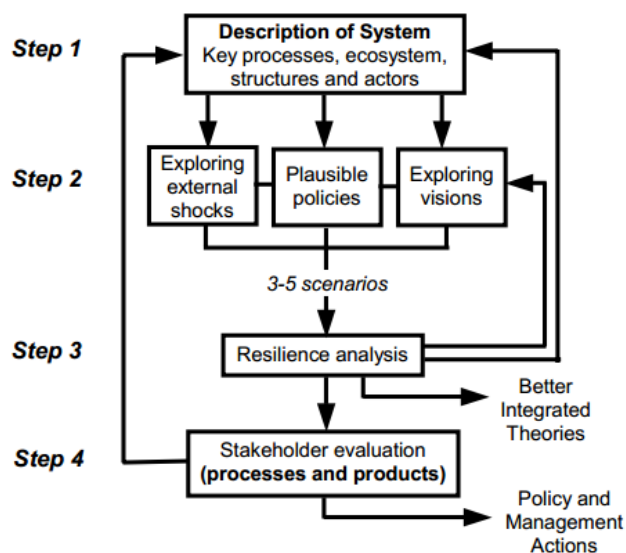 Step 1
Description of System
Key processes, ecosystem,
structures and actors
Step 2
Exploring
external
shocks
Plausible
policies
Exploring
visions
3-5 scenarios
Step 3
Resilience analysis
Better
Integrated
Theories
Step 4
Stakeholder evaluation
(processes and products)
Policy and
Management
Actions